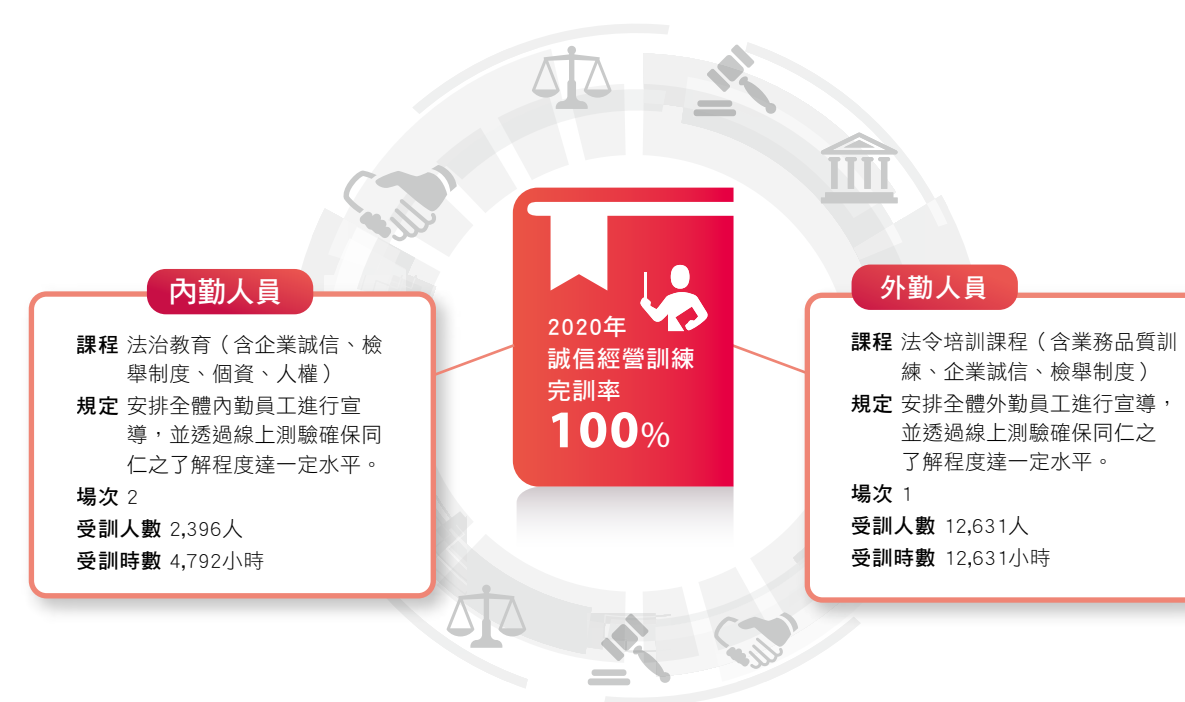 內勤人員
課程 法治教育（含企業誠信、檢
舉制度、個資、人權）
規定 安排全體內勤員工進行宣
導，並透過線上測驗確保同
仁之了解程度達一定水平。
場次 2
受訓人數 2,396人
受訓時數 4,792小時
2020年
誠信經營訓練
完訓率
100%
外勤人員
課程 法令培訓課程（含業務品質訓
練、企業誠信、檢舉制度）
規定 安排全體外勤員工進行宣導，
並透過線上測驗確保同仁之
了解程度達一定水平。
場次 1
受訓人數 12,631人
受訓時數 12,631小時